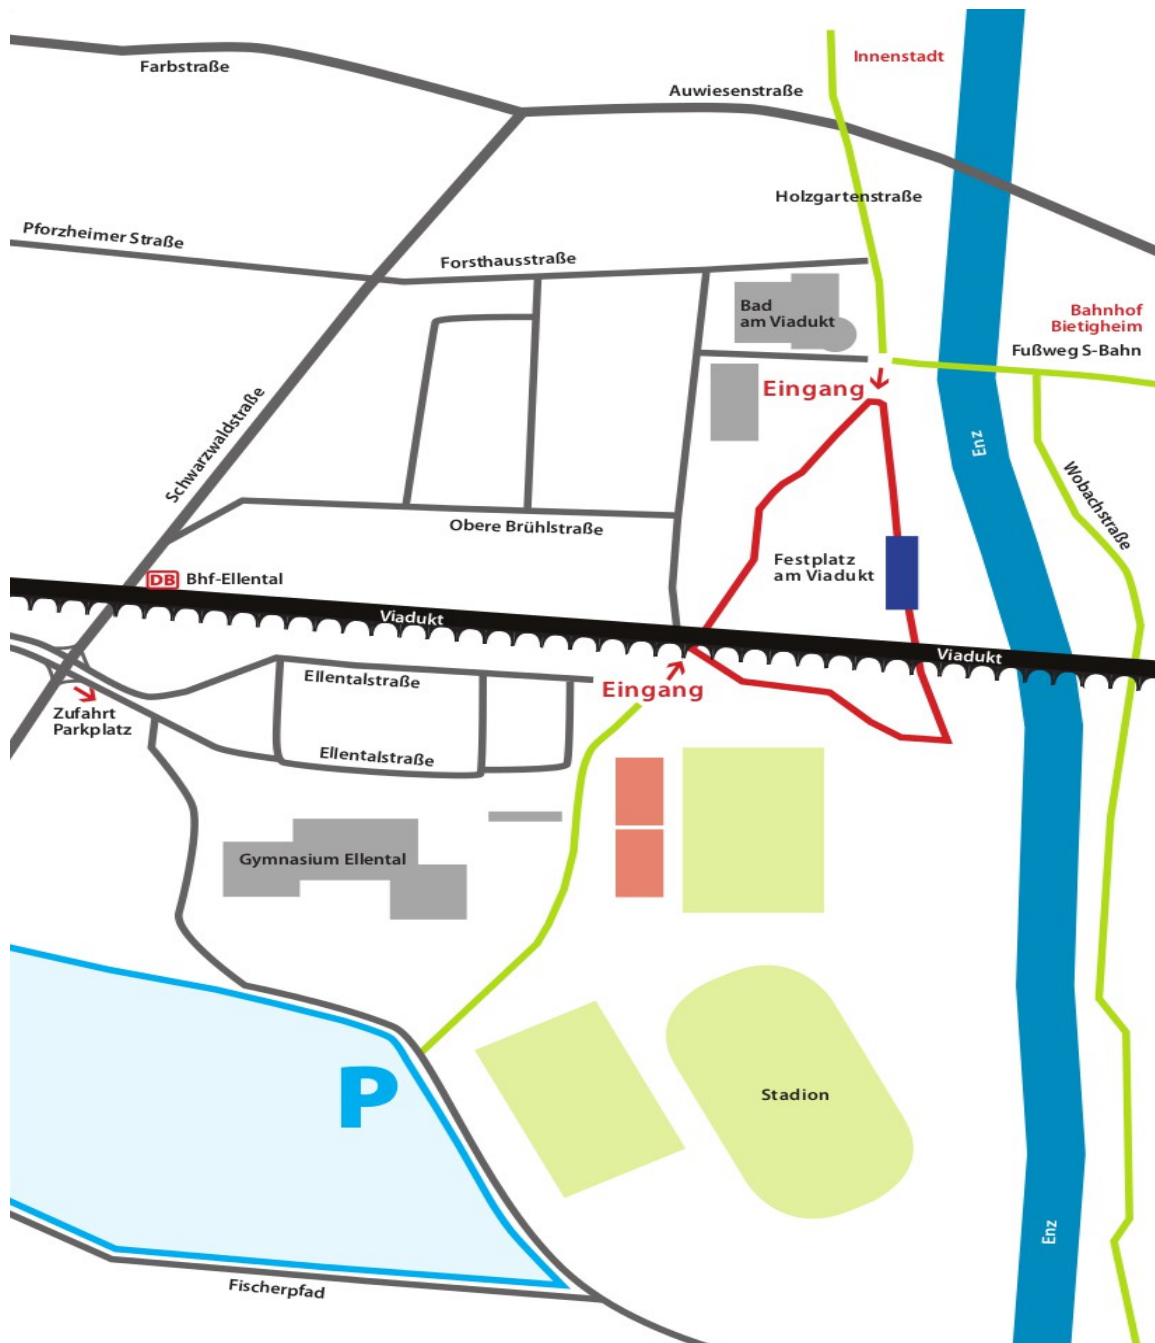 Innenstadt
Farbstraße
Auwiesenstraße
Holzgartenstraße
Pforzheimer Straße
Forsthausstraße
Bad
am Viadukt
Bahnhof
Bietigheim
Fußweg S-Bahn
Eingang
Schwarzwaldstraße
Enz
Wobachstraße
Obere Brühlstraße
Festplatz
am Viadukt
DB Bhf-Ellental
Viadukt
Viadukt
Ellentalstraße
Eingang
Zufahrt
Parkplatz
Ellentalstraße
Gymnasium Ellental
P
Stadion
Enz
Fischerpfad